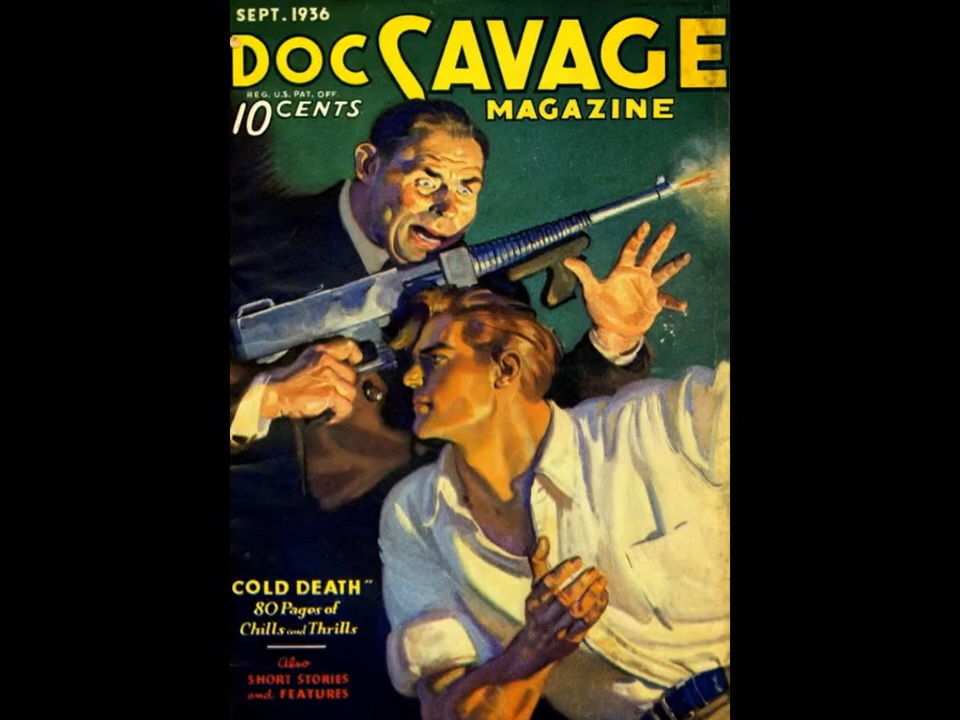 SEPT. 1936
DOC SAVAGE
REG. U.S. PAT. OFF.
10 CENTS
MAGAZINE
COLD DEATH"
80 Pages of
Chills and Thrills
Also
SHORT STORIES
and FEATURES